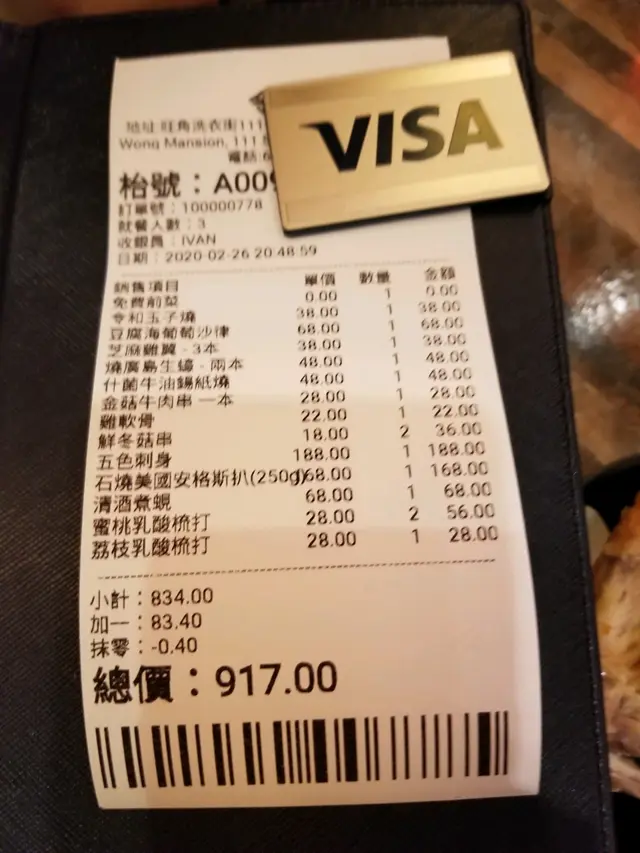 VISA
地址:旺角洗衣街111
Wong Mansion, 111
電話:6
枱號：A009
訂單號：100000778
就餐人數：3
收銀員：IVAN
日期：2020-02-26 20:48:59
銷售項目 單價 數量 金額
免費前菜 0.00 1 0.00
令和玉子燒 38.00 1 38.00
豆腐海葡萄沙律 68.00 1 68.00
芝麻雞翼 - 3本 38.00 1 38.00
燒廣島生蠔 - 兩本 48.00 1 48.00
什菌牛油錫紙燒 48.00 1 48.00
金菇牛肉串 一本 28.00 1 28.00
雞軟骨 22.00 1 22.00
鮮冬菇串 18.00 2 36.00
五色刺身 188.00 1 188.00
石燒美國安格斯扒(250g)168.00 1 168.00
清酒煮蜆 68.00 1 68.00
蜜桃乳酸梳打 28.00 2 56.00
荔枝乳酸梳打 28.00 1 28.00
小計：834.00
加一：83.40
抹零：-0.40
總價：917.00